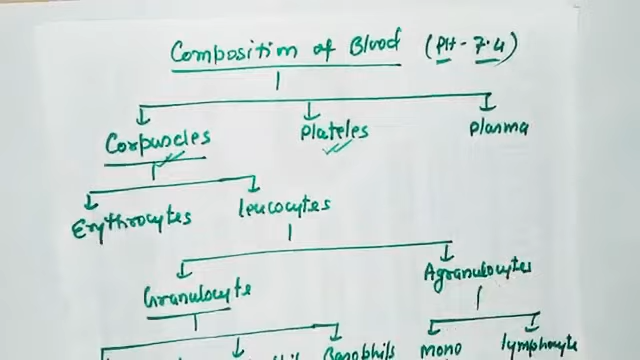 Composition of Blood (PH - 7.4)
Corpuscles Plateles Plasma
Erythrocytes leucocytes
Granulocyte Agranulocytes
Basophils mono lymphocyte